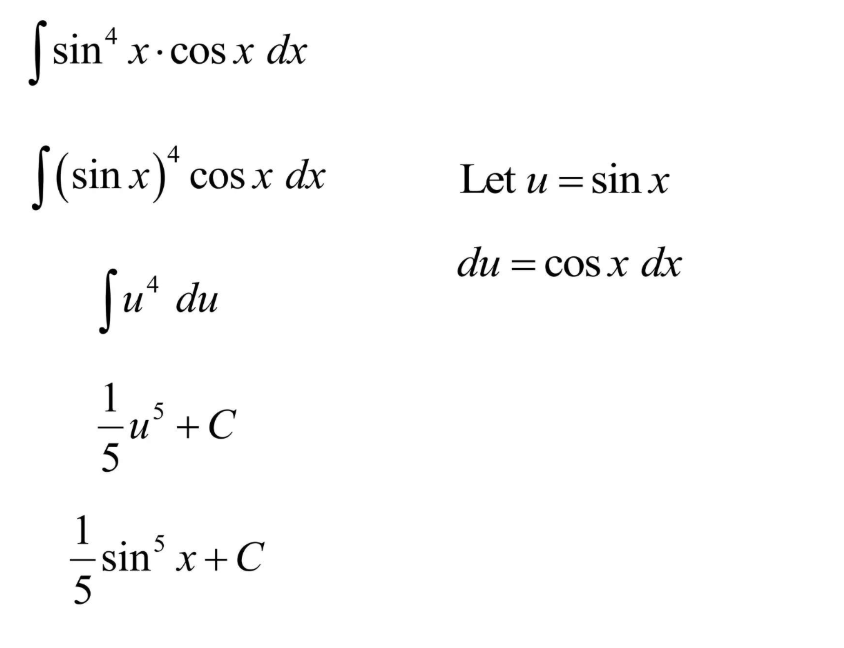 ∫ sin⁴ x · cos x dx
∫ (sin x)⁴ cos x dx
Let u = sin x
du = cos x dx
∫ u⁴ du
1/5 u⁵ + C
1/5 sin⁵ x + C